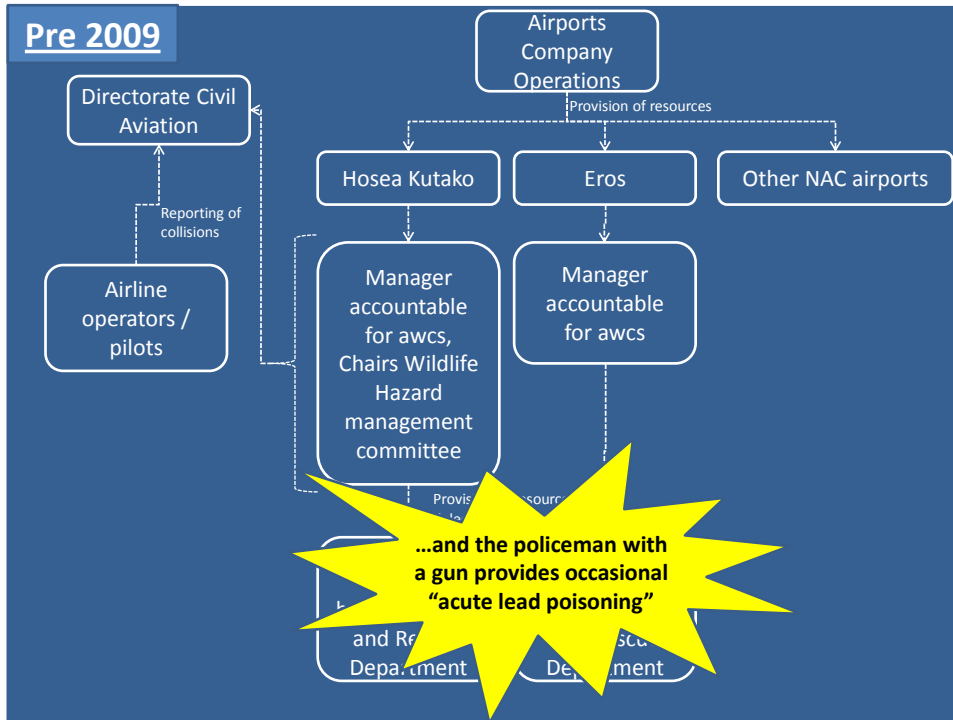 Pre 2009
Airports
Company
Operations
Provision of resources
Directorate Civil
Aviation
Hosea Kutako
Eros
Other NAC airports
Reporting of
collisions
Airline
operators /
pilots
Manager
accountable
for awcs,
Chairs Wildlife
Hazard
management
committee
Manager
accountable
for awcs
…and the policeman with
a gun provides occasional
“acute lead poisoning”
and
Department